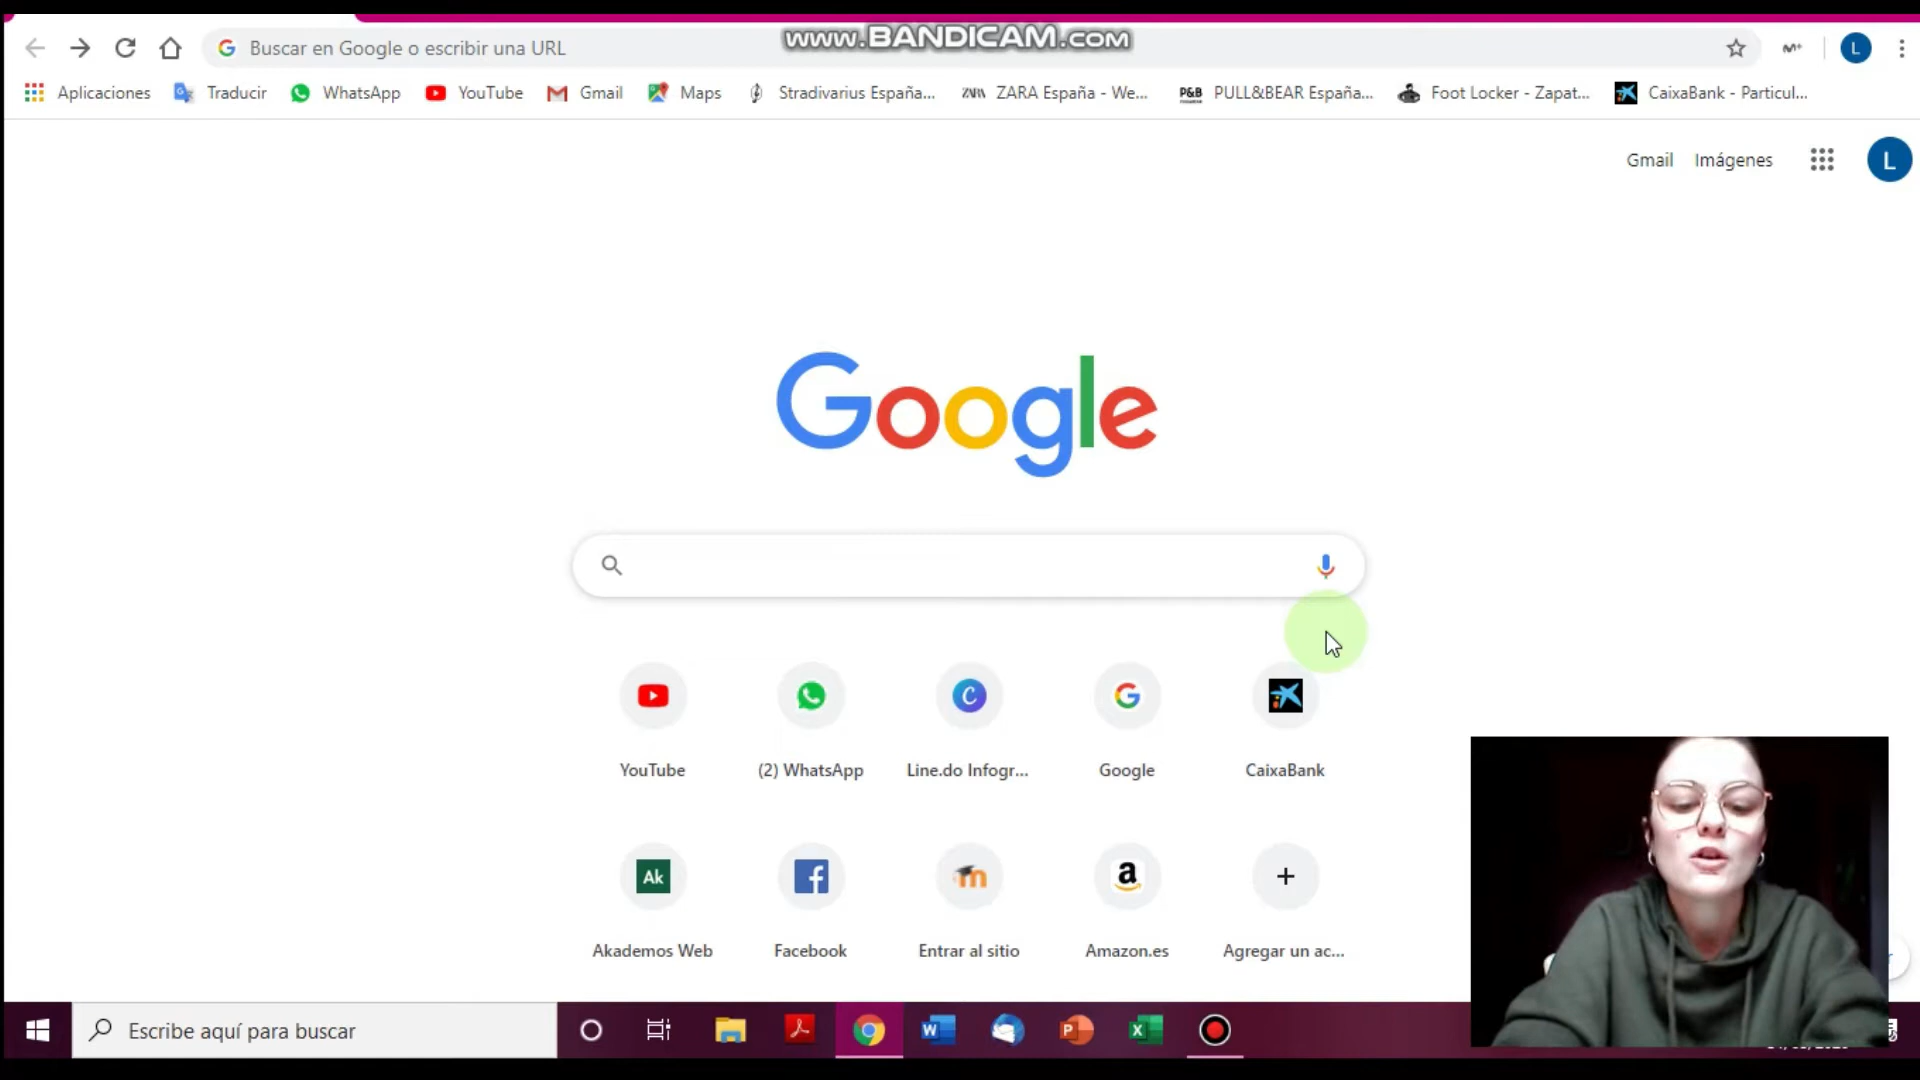 Buscar en Google o escribir una URL
www.BANDICAM.com
L
Aplicaciones
Traducir
WhatsApp
YouTube
Gmail
Maps
Stradivarius España...
ZARA
ZARA España - We...
P&B
PULL&BEAR España...
Foot Locker - Zapat...
CaixaBank - Particul...
Gmail
Imágenes
L
Google
YouTube
(2) WhatsApp
Line.do Infogr...
Google
CaixaBank
Ak
Akademos Web
Facebook
Entrar al sitio
Amazon.es
Agregar un ac...
Escribe aquí para buscar